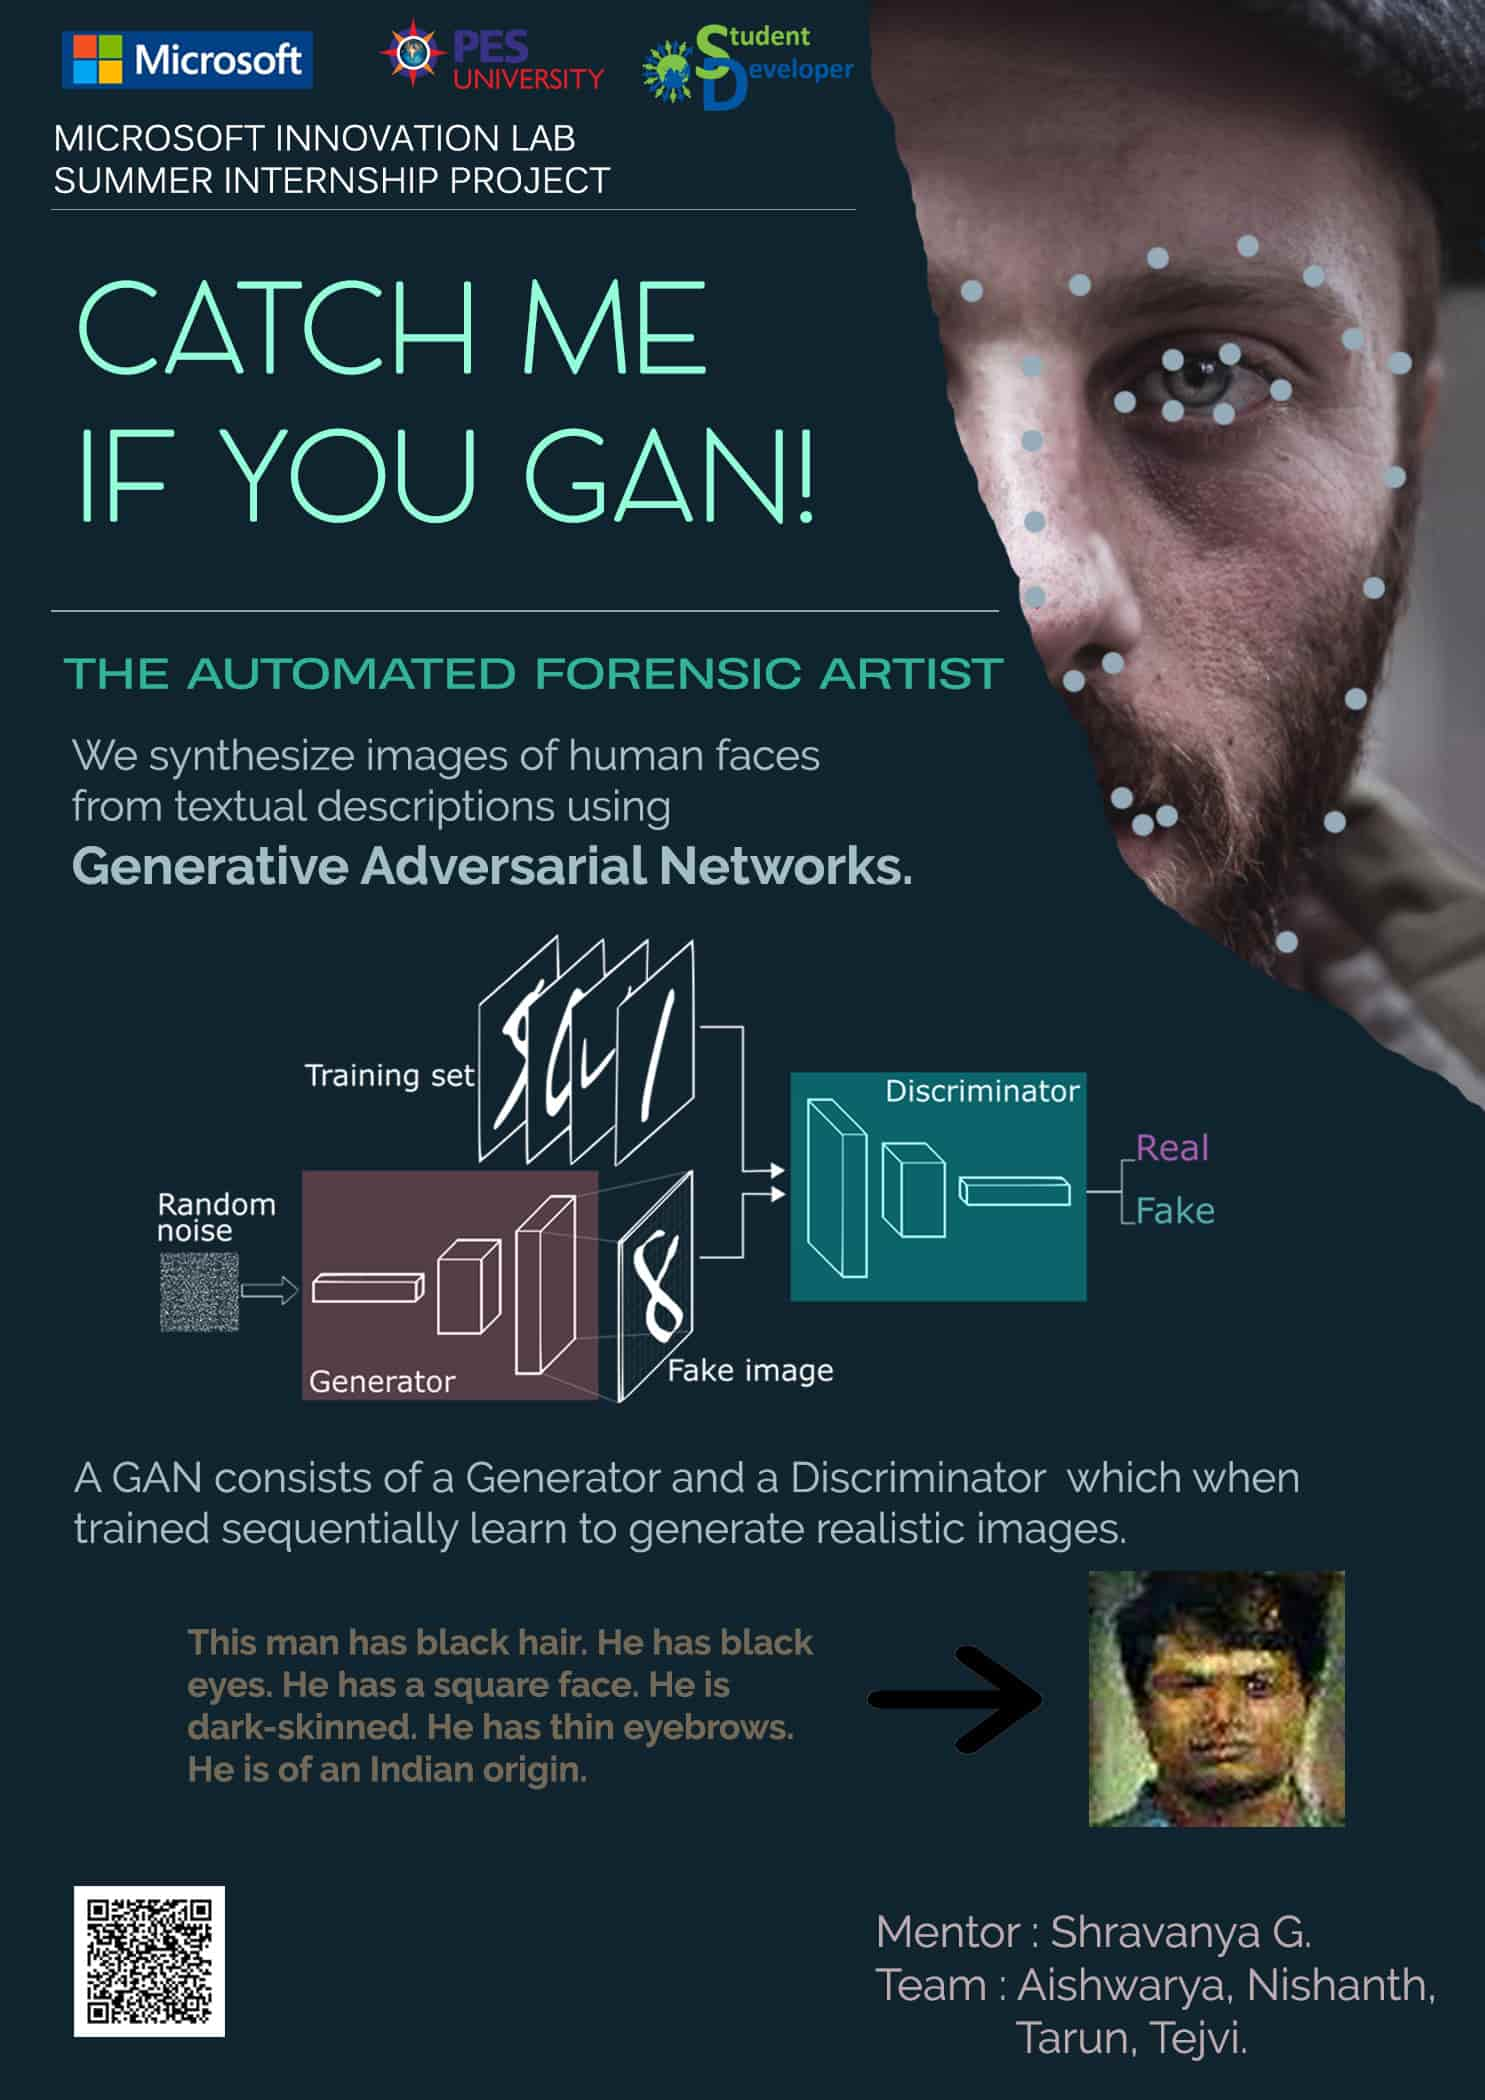 Microsoft
PES
UNIVERSITY
Student
Developer
MICROSOFT INNOVATION LAB
SUMMER INTERNSHIP PROJECT
CATCH ME
IF YOU GAN!
THE AUTOMATED FORENSIC ARTIST
We synthesize images of human faces
from textual descriptions using
Generative Adversarial Networks.
Training set
Discriminator
Real
Fake
Random
noise
Generator
Fake image
A GAN consists of a Generator and a Discriminator which when
trained sequentially learn to generate realistic images.
This man has black hair. He has black
eyes. He has a square face. He is
dark-skinned. He has thin eyebrows.
He is of an Indian origin.
Mentor : Shravanya G.
Team : Aishwarya, Nishanth,
Tarun, Tejvi.